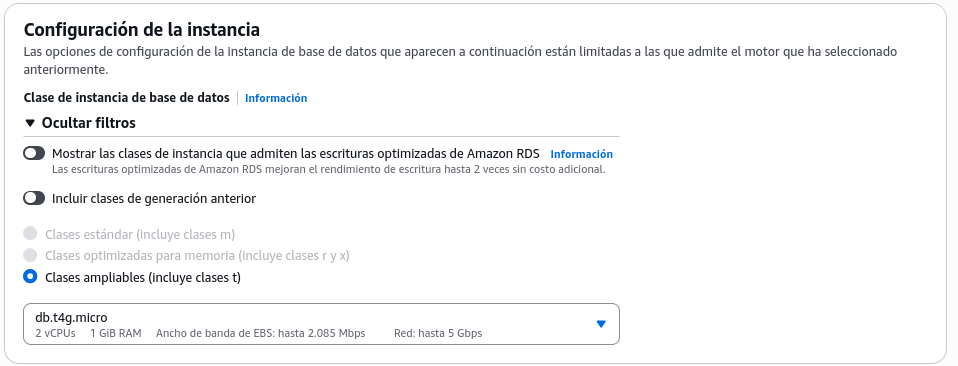 Configuración de la instancia
Las opciones de configuración de la instancia de base de datos que aparecen a continuación están limitadas a las que admite el motor que ha seleccionado
anteriormente.
Clase de instancia de base de datos | Información
Ocultar filtros
Mostrar las clases de instancia que admiten las escrituras optimizadas de Amazon RDS Información
Las escrituras optimizadas de Amazon RDS mejoran el rendimiento de escritura hasta 2 veces sin costo adicional.
Incluir clases de generación anterior
Clases estándar (incluye clases m)
Clases optimizadas para memoria (incluye clases r y x)
Clases ampliables (incluye clases t)
db.t4g.micro
2 vCPUs 1 GiB RAM Ancho de banda de EBS: hasta 2.085 Mbps Red: hasta 5 Gbps